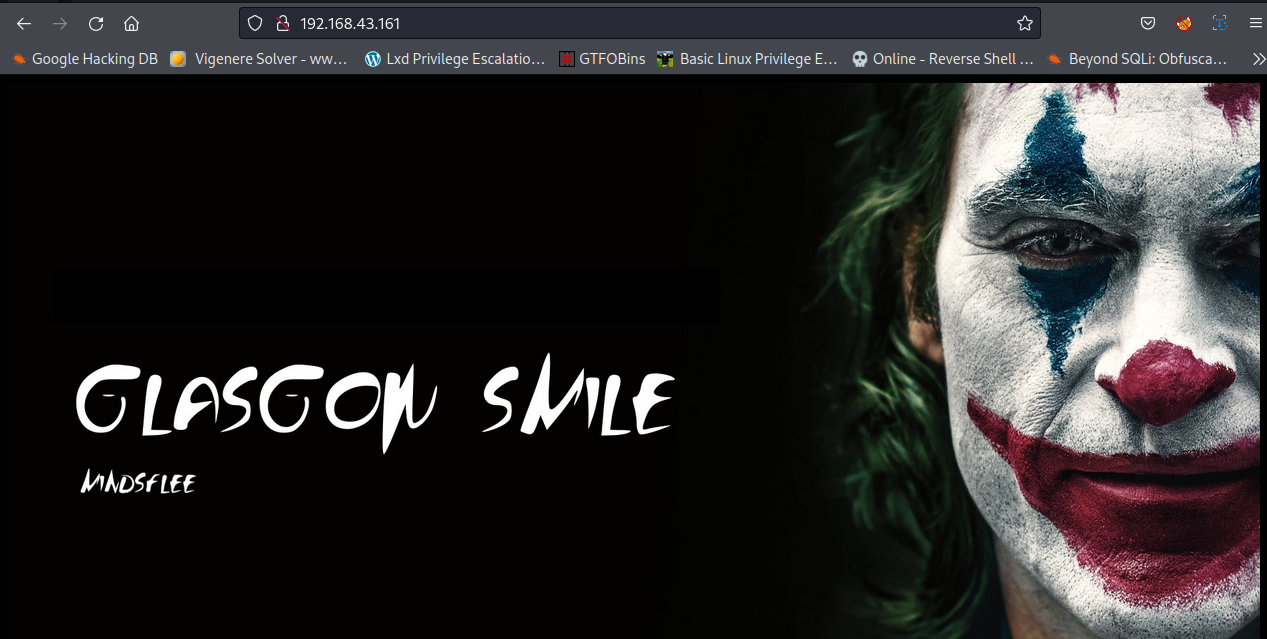 192.168.43.161
Google Hacking DB Vigenere Solver - ww… Lxd Privilege Escalatio… GTFOBins Basic Linux Privilege E… Online - Reverse Shell … Beyond SQLi: Obfusca…
GLASGOW SMILE
MINDSFLEE